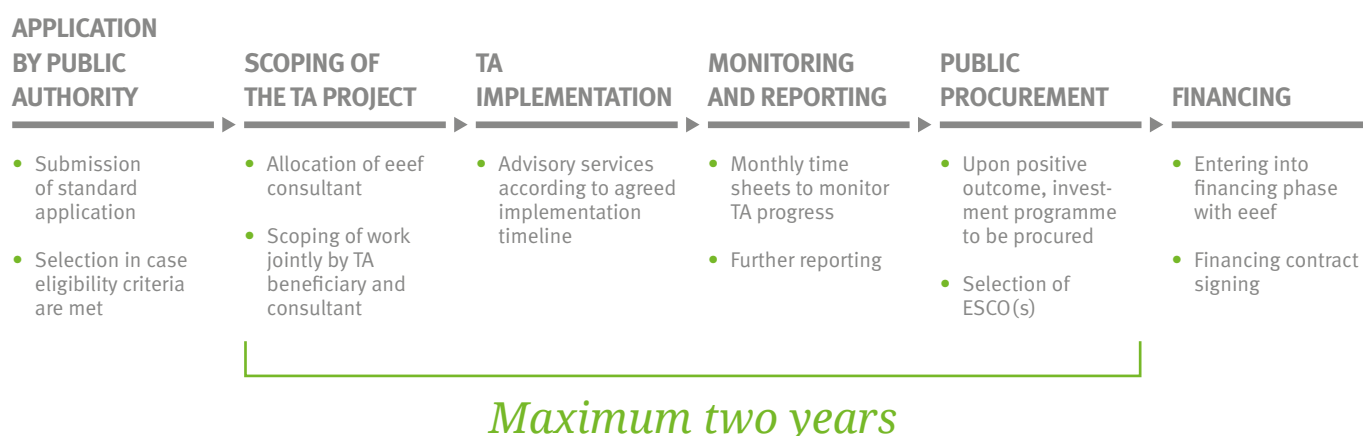 APPLICATION
BY PUBLIC
AUTHORITY
• Submission
of standard
application
• Selection in case
eligibility criteria
are met
SCOPING OF
THE TA PROJECT
• Allocation of eeef
consultant
• Scoping of work
jointly by TA
beneficiary and
consultant
TA
IMPLEMENTATION
• Advisory services
according to agreed
implementation
timeline
MONITORING
AND REPORTING
• Monthly time
sheets to monitor
TA progress
• Further reporting
PUBLIC
PROCUREMENT
• Upon positive
outcome, invest-
ment programme
to be procured
• Selection of
ESCO(s)
FINANCING
• Entering into
financing phase
with eeef
• Financing contract
signing
Maximum two years